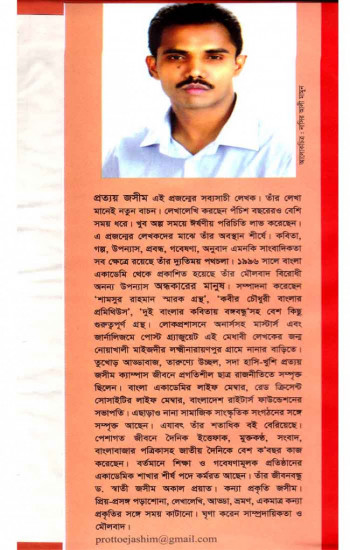 আলোকচিত্র : নাসির আলী মামুন
প্রত্যয় জসীম এই প্রজন্মের সব্যসাচী লেখক। তাঁর লেখা
মানেই নতুন বাচন। লেখালেখি করছেন পঁচিশ বছরেরও বেশি
সময় ধরে। খুব অল্প সময়ে ঈর্ষণীয় পরিচিতি লাভ করেছেন।
এ প্রজন্মের লেখকদের মাঝে তাঁর অবস্থান শীর্ষে। কবিতা,
গল্প, উপন্যাস, প্রবন্ধ, গবেষণা, অনুবাদ এমনকি সাংবাদিকতা
সব ক্ষেত্রে রয়েছে তাঁর দ্যুতিময় পথচলা। ১৯৯৬ সালে বাংলা
একাডেমি থেকে প্রকাশিত হয়েছে তাঁর মৌলবাদ বিরোধী
অনন্য উপন্যাস অন্ধকারের মানুষ। সম্পাদনা করেছেন
'শামসুর রাহমান স্মারক গ্রন্থ', 'কবীর চৌধুরী বাংলার
প্রমিথিউস', 'দুই বাংলার কবিতায় বঙ্গবন্ধু'সহ বেশ কিছু
গুরুত্বপূর্ণ গ্রন্থ। লোকপ্রশাসনে অনার্সসহ মাস্টার্স এবং
জার্নালিজমে পোস্ট গ্র্যাজুয়েট এই মেধাবী লেখকের জন্ম
নোয়াখালী মাইজদীর লক্ষ্মীনারায়ণপুর গ্রামে নানার বাড়িতে।
তুখোড় আড্ডাবাজ, তারুণ্যে উচ্ছল, সদা হাসি-খুশি প্রত্যয়
জসীম ক্যাম্পাস জীবনে প্রগতিশীল ছাত্র রাজনীতিতে সম্পৃক্ত
ছিলেন। বাংলা একাডেমির লাইফ মেম্বার, রেড ক্রিসেন্ট
সোসাইটির লাইফ মেম্বার, বাংলাদেশ রাইটার্স ফাউন্ডেশনের
সভাপতি। এছাড়াও নানা সামাজিক সাংস্কৃতিক সংগঠনের সঙ্গে
সম্পৃক্ত আছেন। এযাবৎ তাঁর শতাধিক বই বেরিয়েছে।
পেশাগত জীবনে দৈনিক ইত্তেফাক, মুক্তকণ্ঠ, সংবাদ,
বাংলাবাজার পত্রিকাসহ জাতীয় দৈনিকে বেশ ক'বছর কাজ
করেছেন। বর্তমানে শিক্ষা ও গবেষণামূলক প্রতিষ্ঠানের
একাডেমিক শাখার শীর্ষ পদে কর্মরত আছেন। তাঁর জীবনবন্ধু
ড. স্বাতী জসীম অকাল প্রয়াত। কন্যা প্রকৃতি জসীম।
প্রিয়-প্রসঙ্গ পড়াশোনা, লেখালেখি, আড্ডা, ভ্রমণ, একমাত্র কন্যা
প্রকৃতির সঙ্গে সময় কাটানো। ঘৃণা করেন সাম্প্রদায়িকতা ও
মৌলবাদ।
prottoejashim@gmail.com